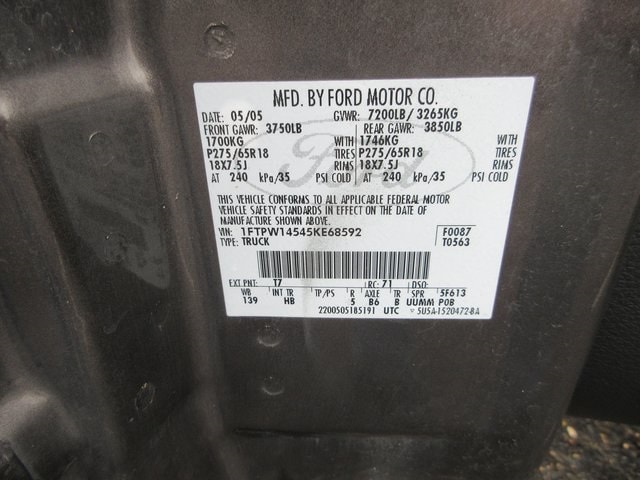 MFD. BY FORD MOTOR CO.
DATE: 05/05 GVWR: 7200LB/ 3265KG
FRONT GAWR: 3750LB REAR GAWR: 3850LB
1700KG WITH 1746KG WITH
P275/65R18 TIRES P275/65R18 TIRES
18X7.5J RIMS 18X7.5J RIMS
AT 240 kPa/35 PSI COLD AT 240 kPa/35 PSI COLD
Ford
THIS VEHICLE CONFORMS TO ALL APPLICABLE FEDERAL MOTOR
VEHICLE SAFETY STANDARDS IN EFFECT ON THE DATE OF
MANUFACTURE SHOWN ABOVE.
VIN: 1FTPW14545KE68592 F0087
TYPE: TRUCK T0563
EXT PNT: T7 RC: 71 DSO:
WB INT TR TP/PS R AXLE TR SPR 5F613
139 HB 5 B6 B UUMM POB
2200505185191 UTC 5U5A-1520472-BA